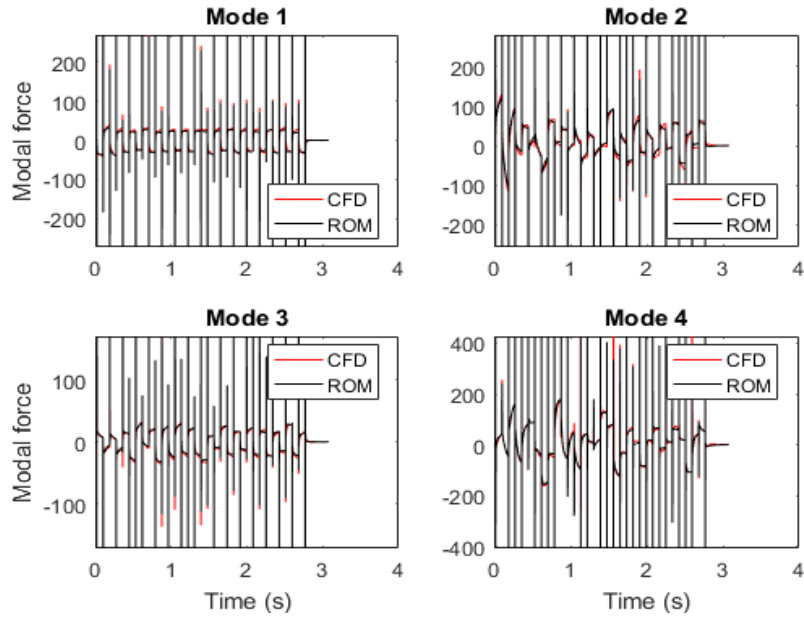 Mode 1
Mode 2
Modal force
200
100
0
-100
-200
CFD
ROM
0 1 2 3 4
200
100
0
-100
-200
CFD
ROM
0 1 2 3 4
Mode 3
Mode 4
Modal force
100
0
-100
CFD
ROM
0 1 2 3 4
Time (s)
400
200
0
-200
-400
CFD
ROM
0 1 2 3 4
Time (s)